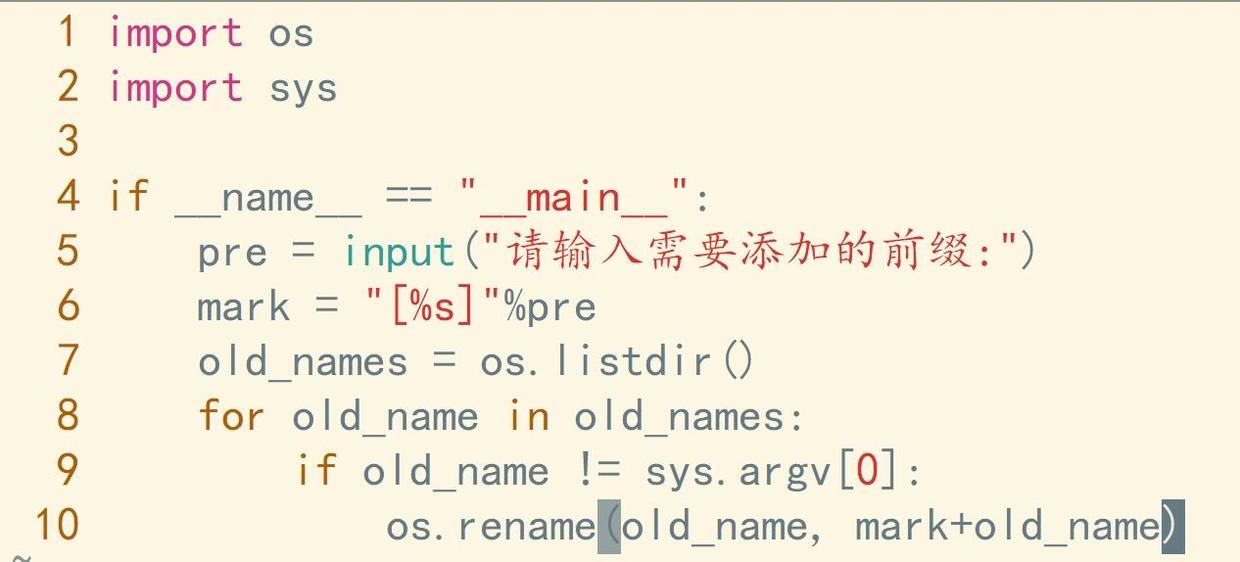 1 import os
2 import sys
3
4 if __name__ == "__main__":
5     pre = input("请输入需要添加的前缀:")
6     mark = "[%s]"%pre
7     old_names = os.listdir()
8     for old_name in old_names:
9         if old_name != sys.argv[0]:
10             os.rename(old_name, mark+old_name)
~